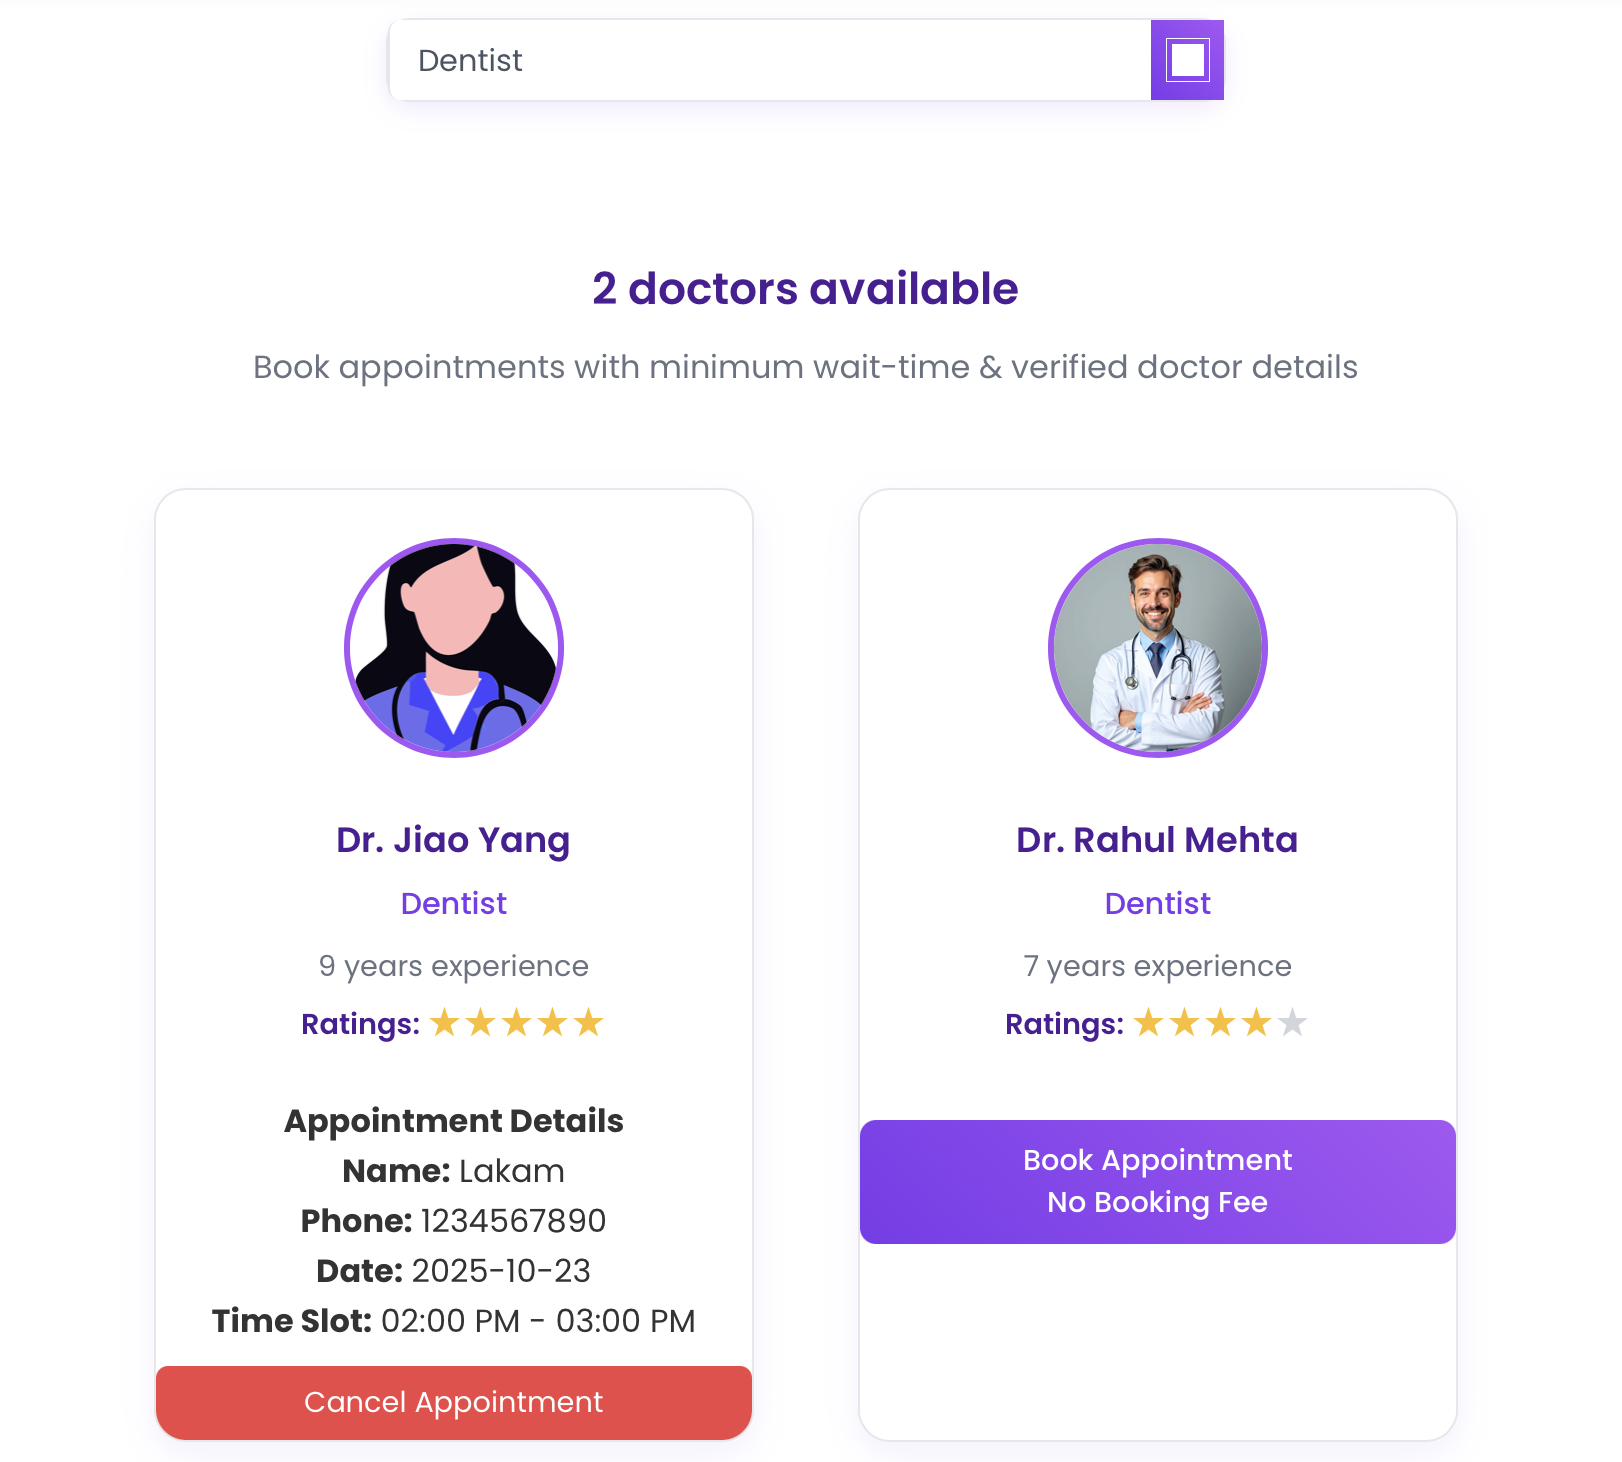 Dentist
2 doctors available
Book appointments with minimum wait-time & verified doctor details
Dr. Jiao Yang
Dentist
9 years experience
Ratings: ★★★★★
Appointment Details
Name: Lakam
Phone: 1234567890
Date: 2025-10-23
Time Slot: 02:00 PM - 03:00 PM
Cancel Appointment
Dr. Rahul Mehta
Dentist
7 years experience
Ratings: ★★★★★
Book Appointment
No Booking Fee